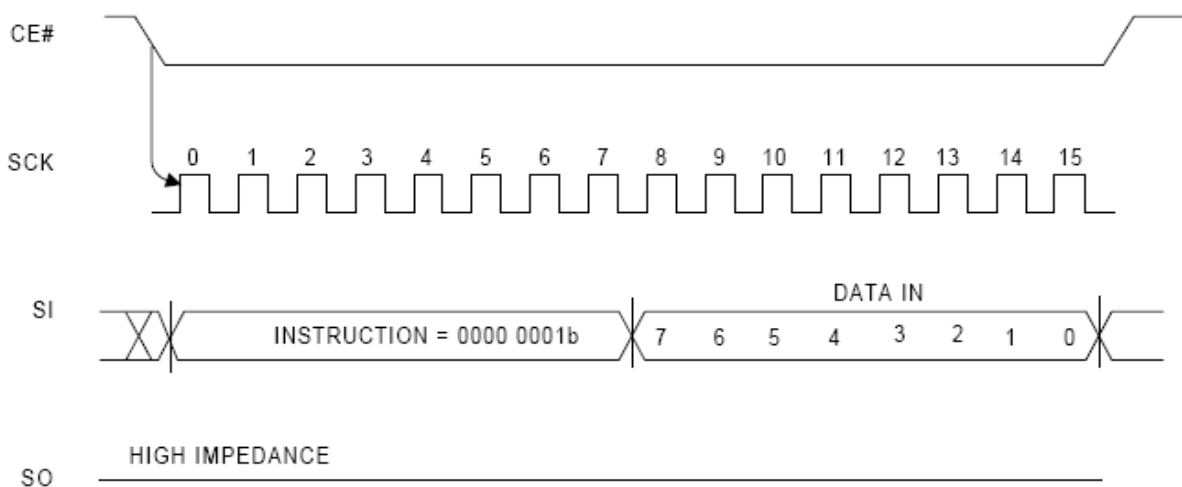 CE#
SCK
0 1 2 3 4 5 6 7 8 9 10 11 12 13 14 15
SI
DATA IN
INSTRUCTION = 0000 0001b
7 6 5 4 3 2 1 0
HIGH IMPEDANCE
SO